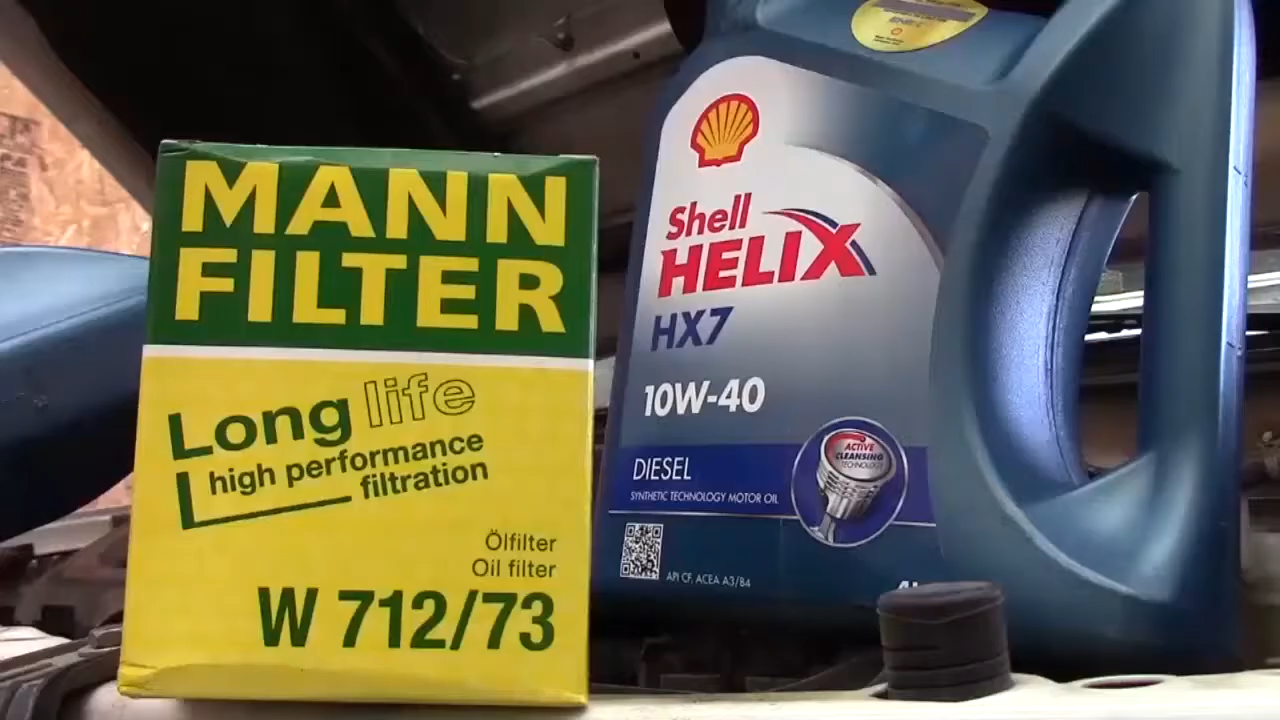 MANN
FILTER
Long life
high performance
filtration
Ölfilter
Oil filter
W 712/73
Shell
HELIX
HX7
10W-40
DIESEL
SYNTHETIC TECHNOLOGY MOTOR OIL
ACTIVE
CLEANSING
TECHNOLOGY
API CF, ACEA A3/B4